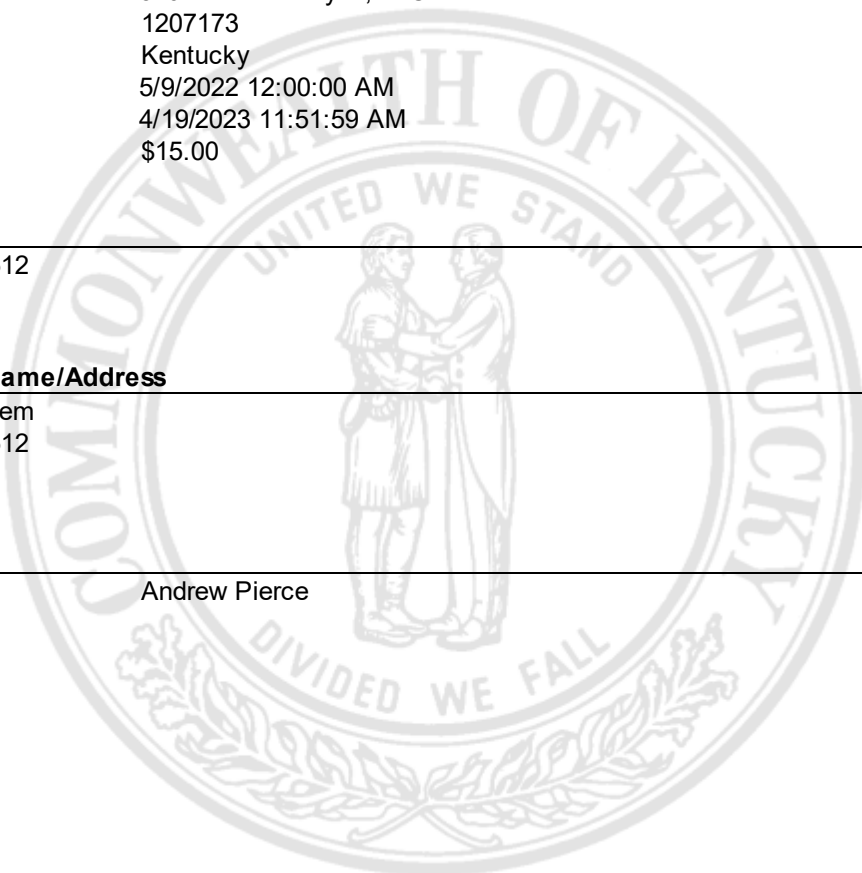 1207173
Kentucky
5/9/2022 12:00:00 AM
4/19/2023 11:51:59 AM
$15.00
COMMONWEALTH OF KENTUCKY
UNITED WE STAND
12
ame/Address
em
12
Andrew Pierce
DIVIDED WE FALL